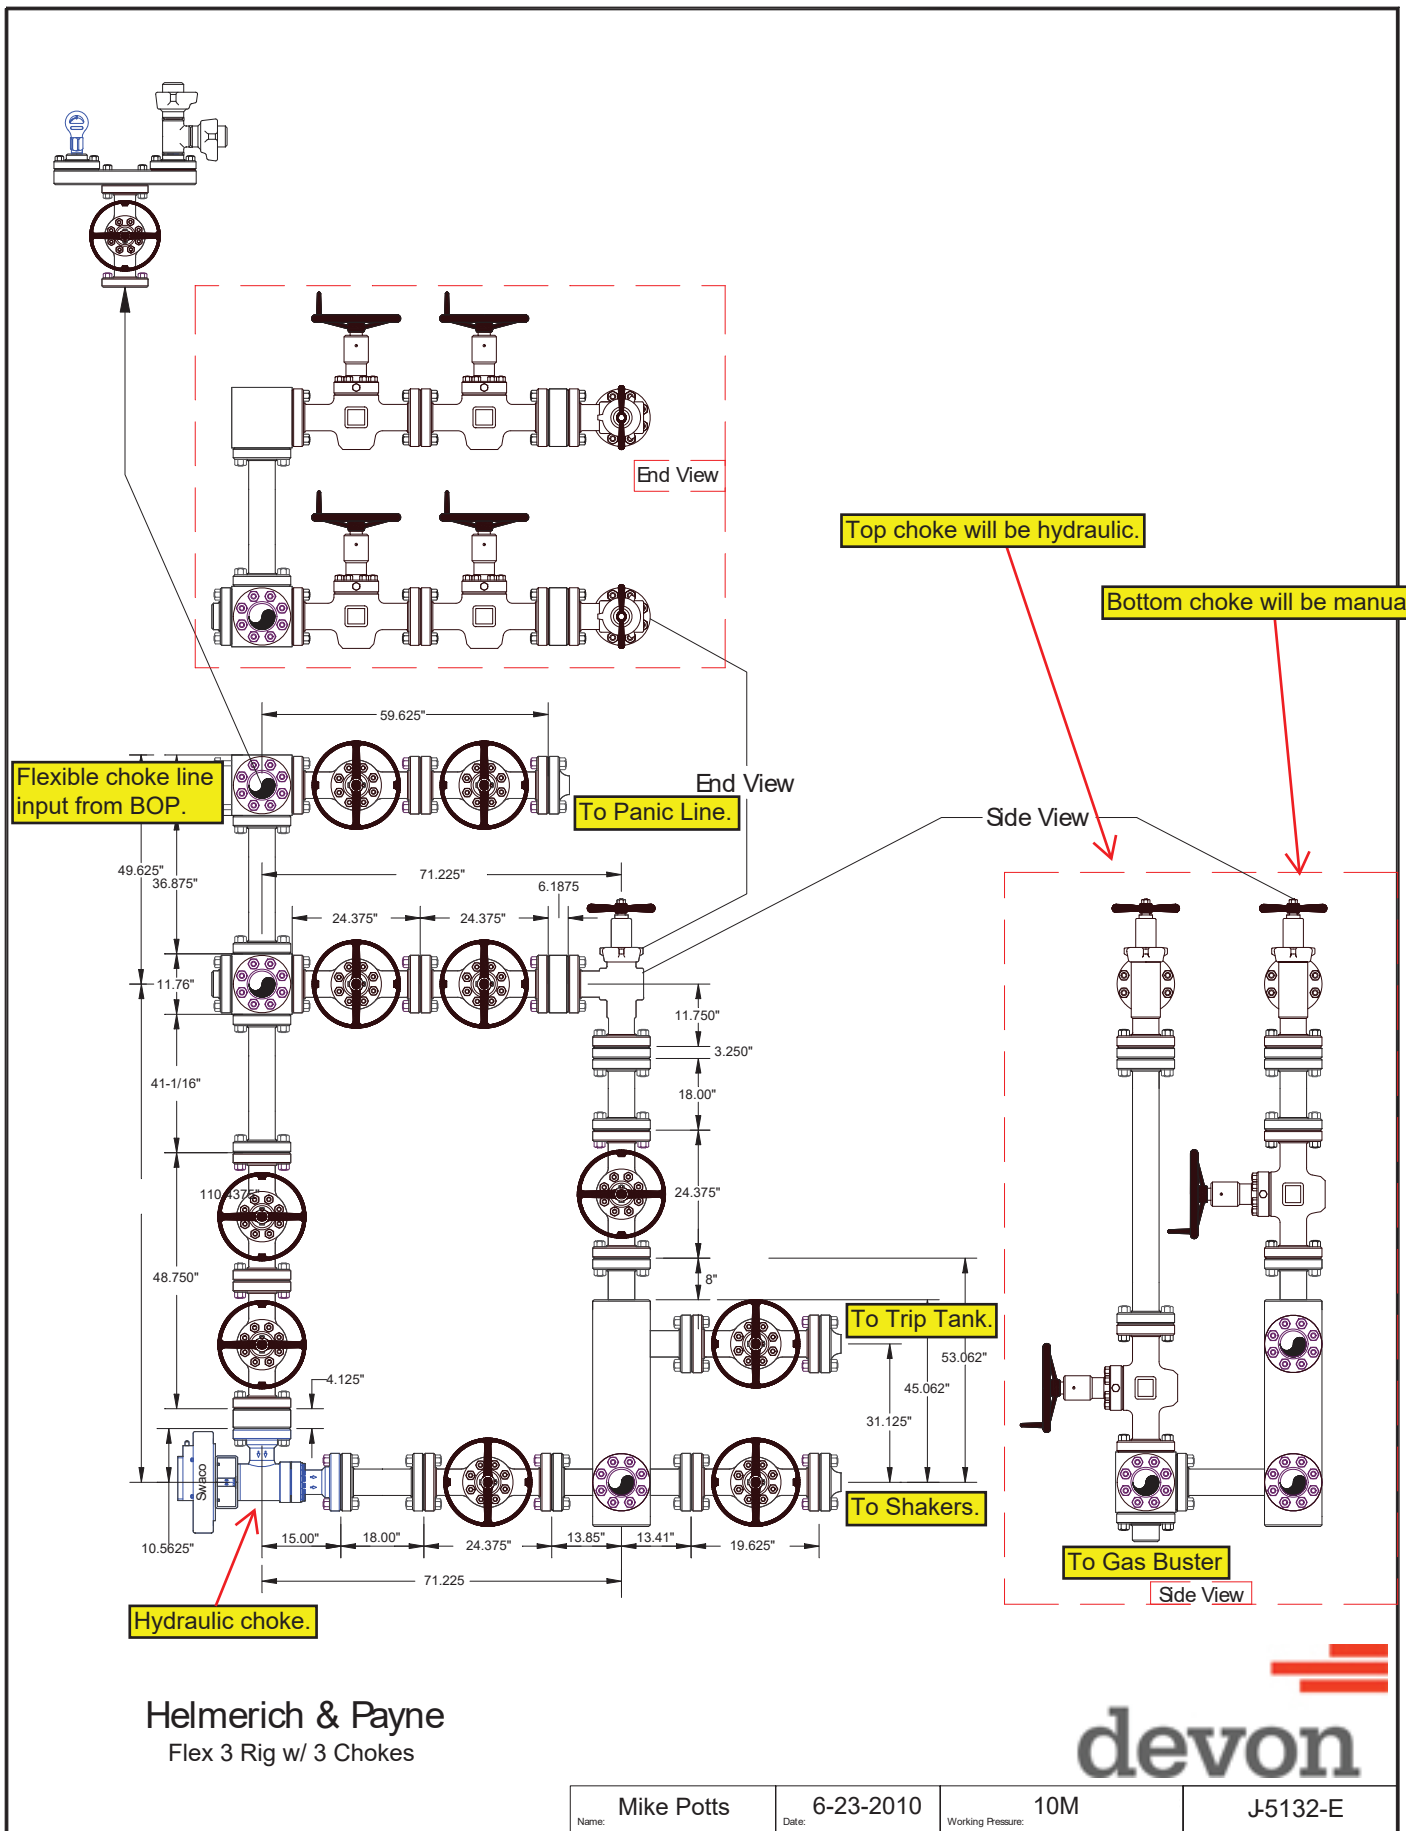 End View
Top choke will be hydraulic.
Bottom choke will be manua
59.625"
Flexible choke line
input from BOP.
End View
To Panic Line.
Side View
49.625"
36.875"
71.225"
6.1875
24.375"
24.375"
11.76"
11.750"
3.250"
41-1/16"
18.00"
110.4375"
24.375"
48.750"
8"
To Trip Tank.
53.062"
4.125"
45.062"
31.125"
Swaco
To Shakers.
10.5625"
15.00"
18.00"
24.375"
13.85"
13.41"
19.625"
To Gas Buster
71.225
Side View
Hydraulic choke.
Helmerich & Payne
Flex 3 Rig w/ 3 Chokes
devon
Name: Mike Potts
Date: 6-23-2010
Working Pressure: 10M
J-5132-E